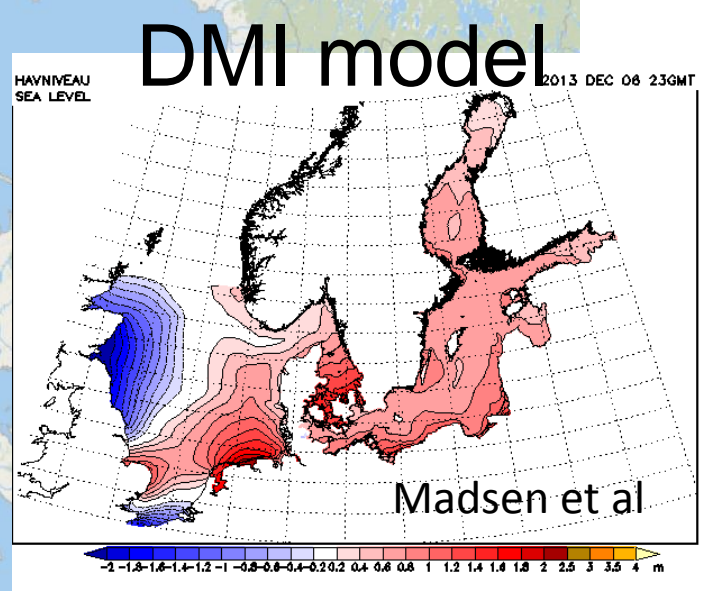 DMI model
HAVNIVEAU
SEA LEVEL
2013 DEC 06 23GMT
Madsen et al
-2 -1.8-1.6-1.4-1.2 -1 -0.8-0.6-0.4-0.2 0.2 0.4 0.6 0.8 1 1.2 1.4 1.6 1.8 2 2.5 3 3.5 4 m